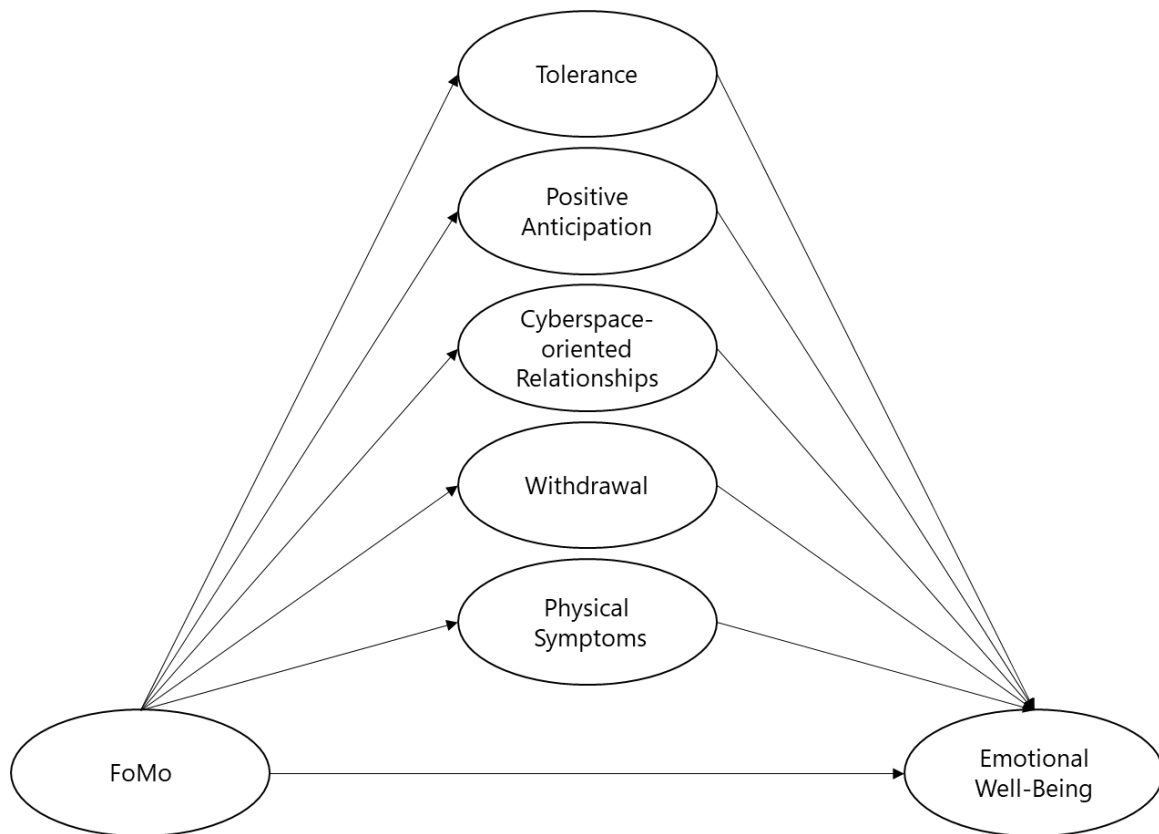 Tolerance
Positive
Anticipation
Cyberspace-
oriented
Relationships
Withdrawal
Physical
Symptoms
FoMo
Emotional
Well-Being